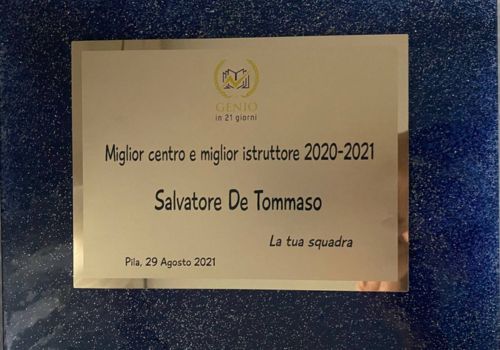 GENIO
in 21 giorni
Miglior centro e miglior istruttore 2020-2021
Salvatore De Tommaso
La tua squadra
Pila, 29 Agosto 2021